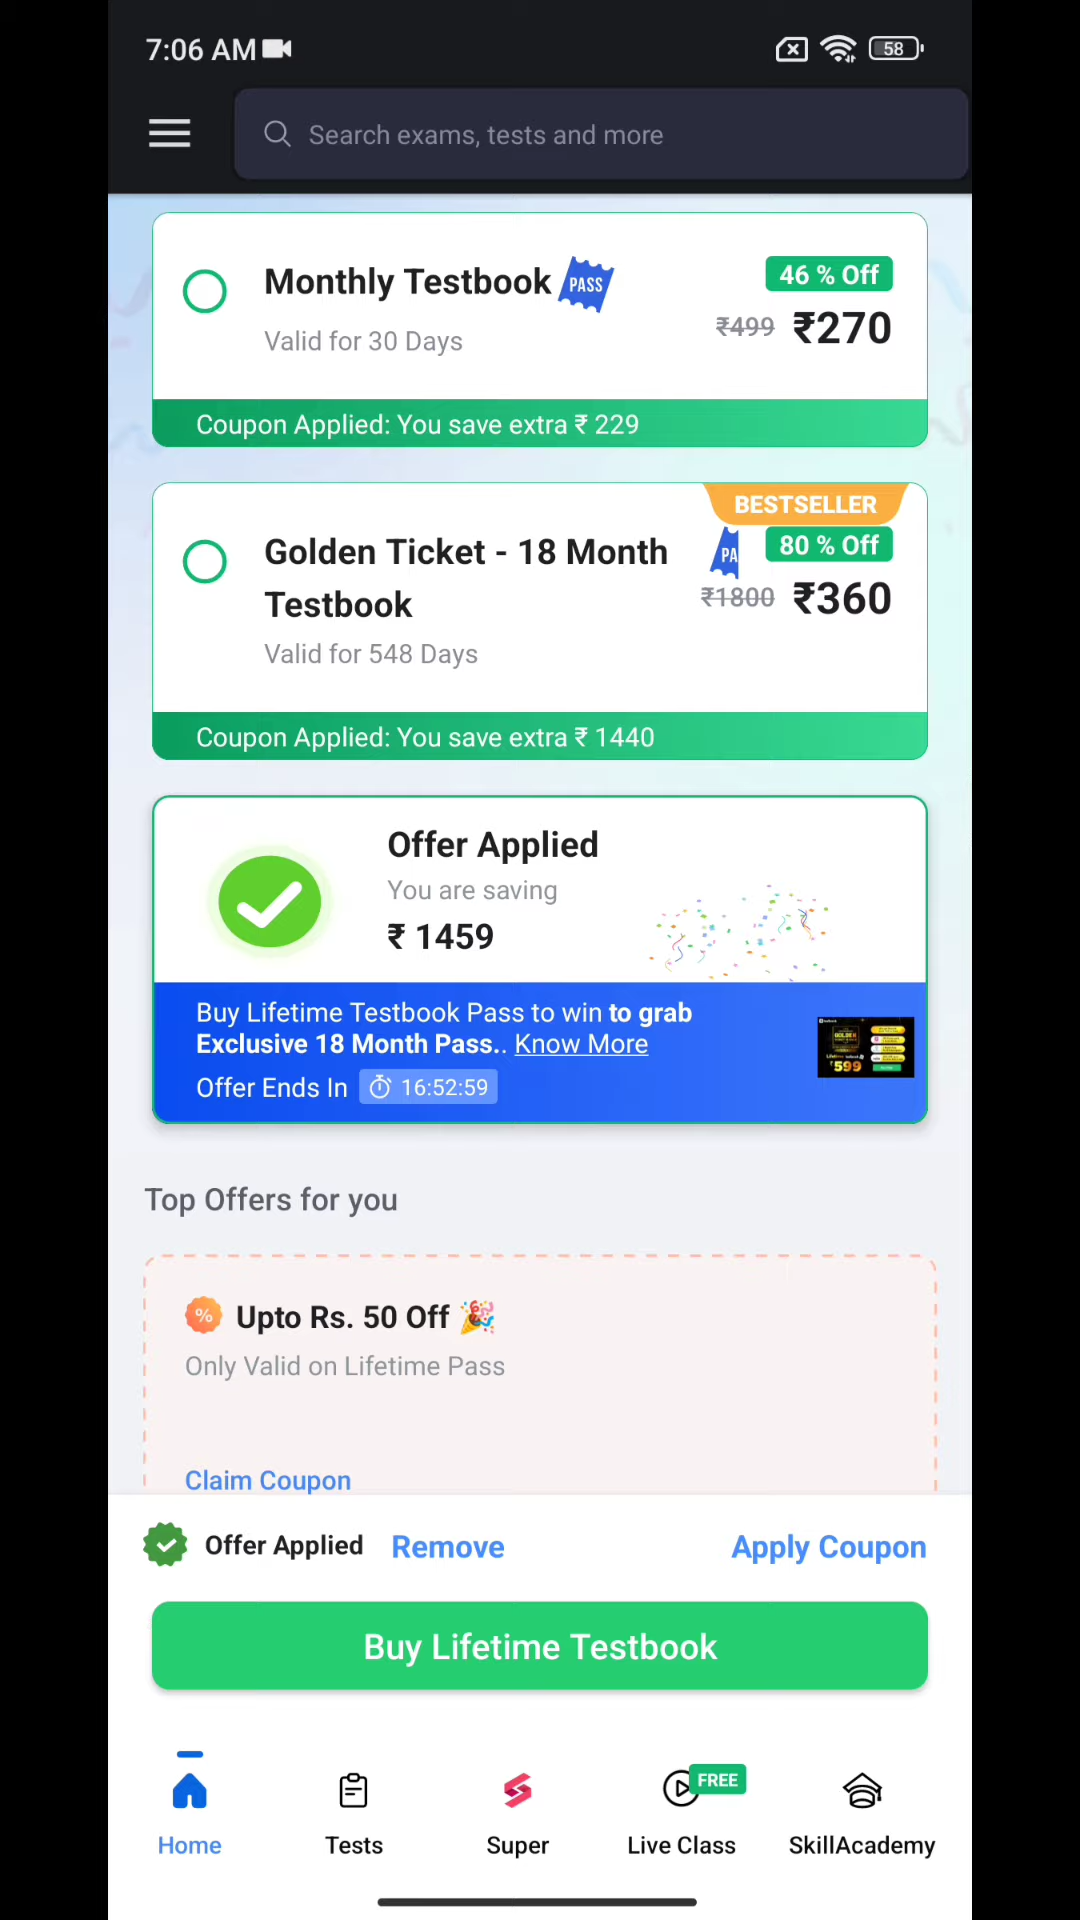 7:06 AM
58
Search exams, tests and more
Monthly Testbook PASS
46 % Off
₹499 ₹270
Valid for 30 Days
Coupon Applied: You save extra ₹ 229
BESTSELLER
Golden Ticket - 18 Month
Testbook
PA
80 % Off
₹1800 ₹360
Valid for 548 Days
Coupon Applied: You save extra ₹ 1440
Offer Applied
You are saving
₹ 1459
Buy Lifetime Testbook Pass to win to grab
Exclusive 18 Month Pass.. Know More
Offer Ends In 16:52:59
₹599
Top Offers for you
% Upto Rs. 50 Off
Only Valid on Lifetime Pass
Claim Coupon
Offer Applied Remove Apply Coupon
Buy Lifetime Testbook
FREE
Home Tests Super Live Class SkillAcademy